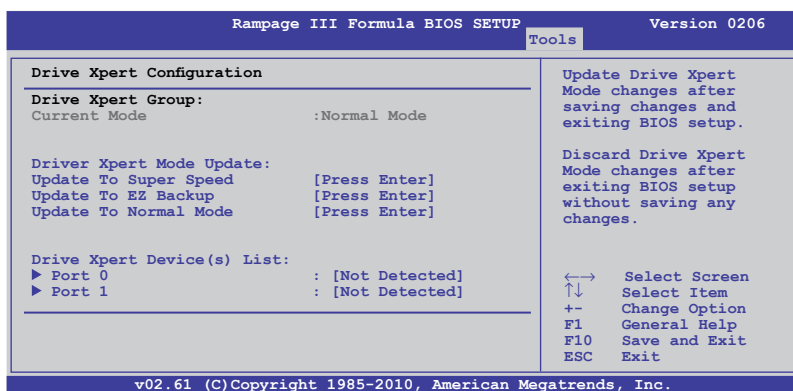 Rampage III Formula BIOS SETUP Version 0206
Tools
Drive Xpert Configuration
Drive Xpert Group:
Current Mode :Normal Mode
Driver Xpert Mode Update:
Update To Super Speed [Press Enter]
Update To EZ Backup [Press Enter]
Update To Normal Mode [Press Enter]
Drive Xpert Device(s) List:
▶ Port 0 : [Not Detected]
▶ Port 1 : [Not Detected]
Update Drive Xpert
Mode changes after
saving changes and
exiting BIOS setup.
Discard Drive Xpert
Mode changes after
exiting BIOS setup
without saving any
changes.
←→ Select Screen
↑↓ Select Item
+- Change Option
F1 General Help
F10 Save and Exit
ESC Exit
v02.61 (C)Copyright 1985-2010, American Megatrends, Inc.